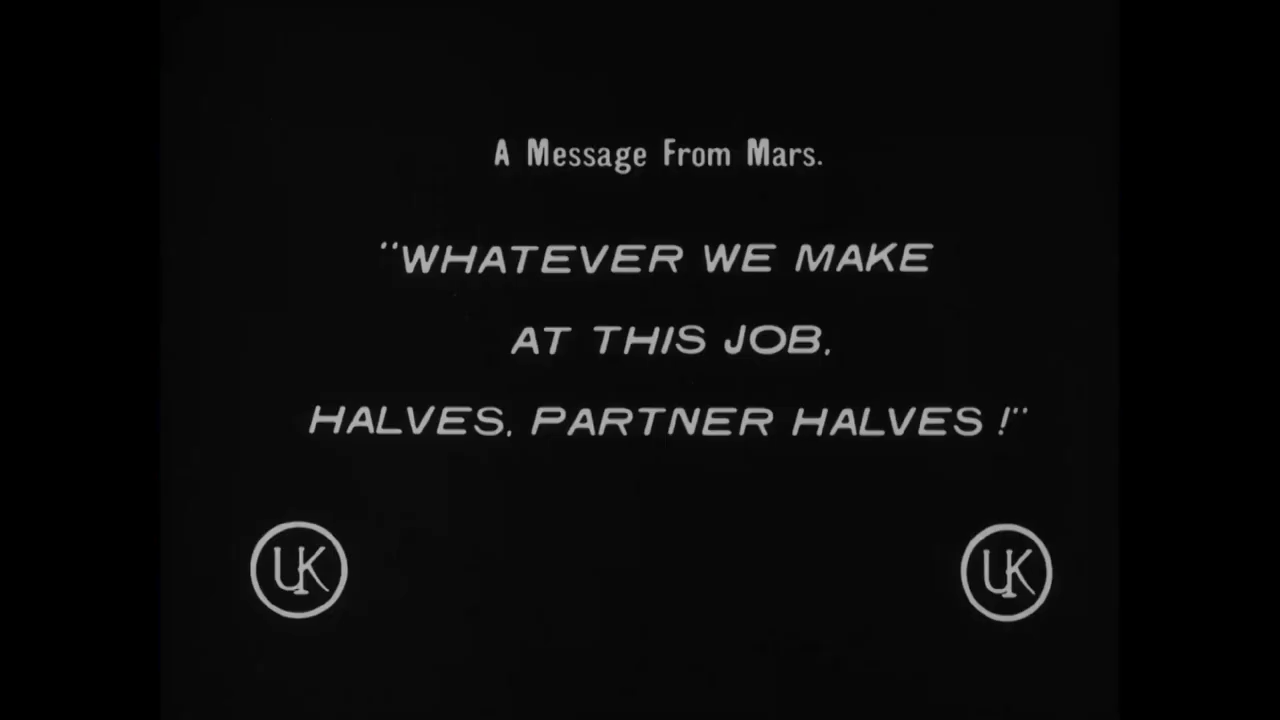 A Message From Mars.
"WHATEVER WE MAKE
AT THIS JOB,
HALVES, PARTNER HALVES !"
UK UK